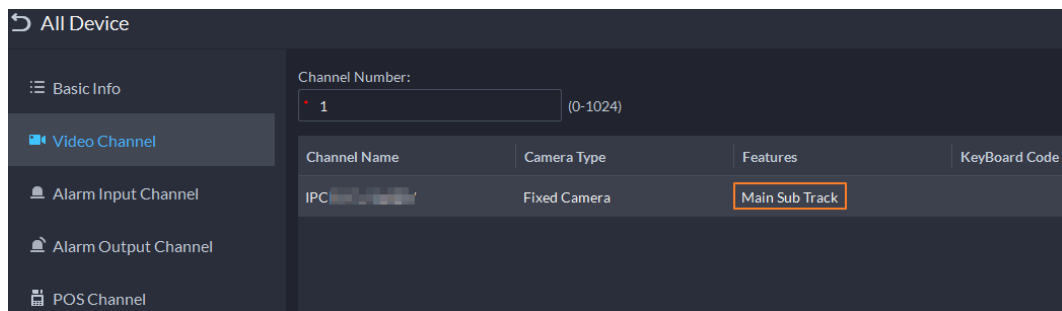 All Device
Basic Info
Video Channel
Alarm Input Channel
Alarm Output Channel
POS Channel
Channel Number:
* 1 (0-1024)
Channel Name Camera Type Features KeyBoard Code
IPC Fixed Camera Main Sub Track